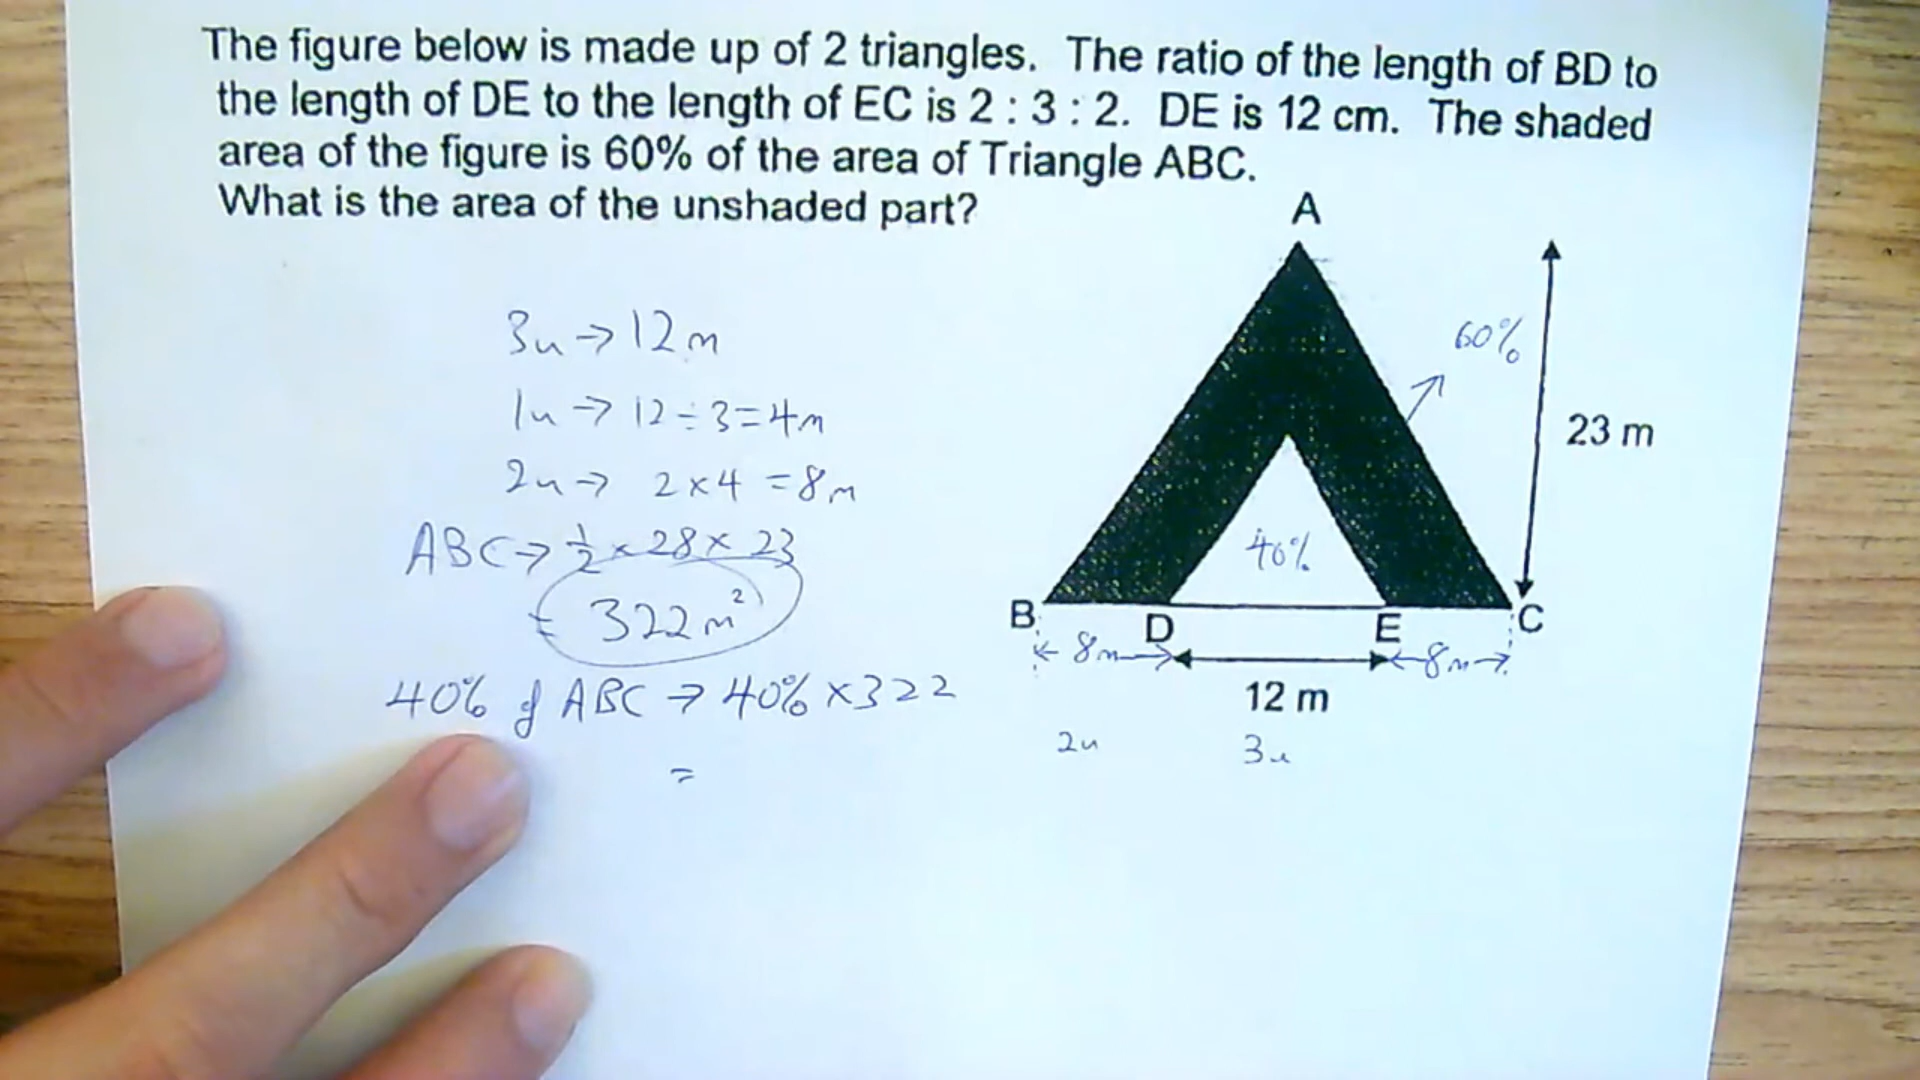 The figure below is made up of 2 triangles. The ratio of the length of BD to
the length of DE to the length of EC is 2 : 3 : 2. DE is 12 cm. The shaded
area of the figure is 60% of the area of Triangle ABC.
What is the area of the unshaded part?
A
3u → 12m
60%
1u → 12 ÷ 3 = 4m
23 m
2u → 2 × 4 = 8m
ABC → 1/2 × 28 × 23
40%
= 322m²
B D E C
8m 8m
40% of ABC → 40% × 322
12 m
2u 3u
=